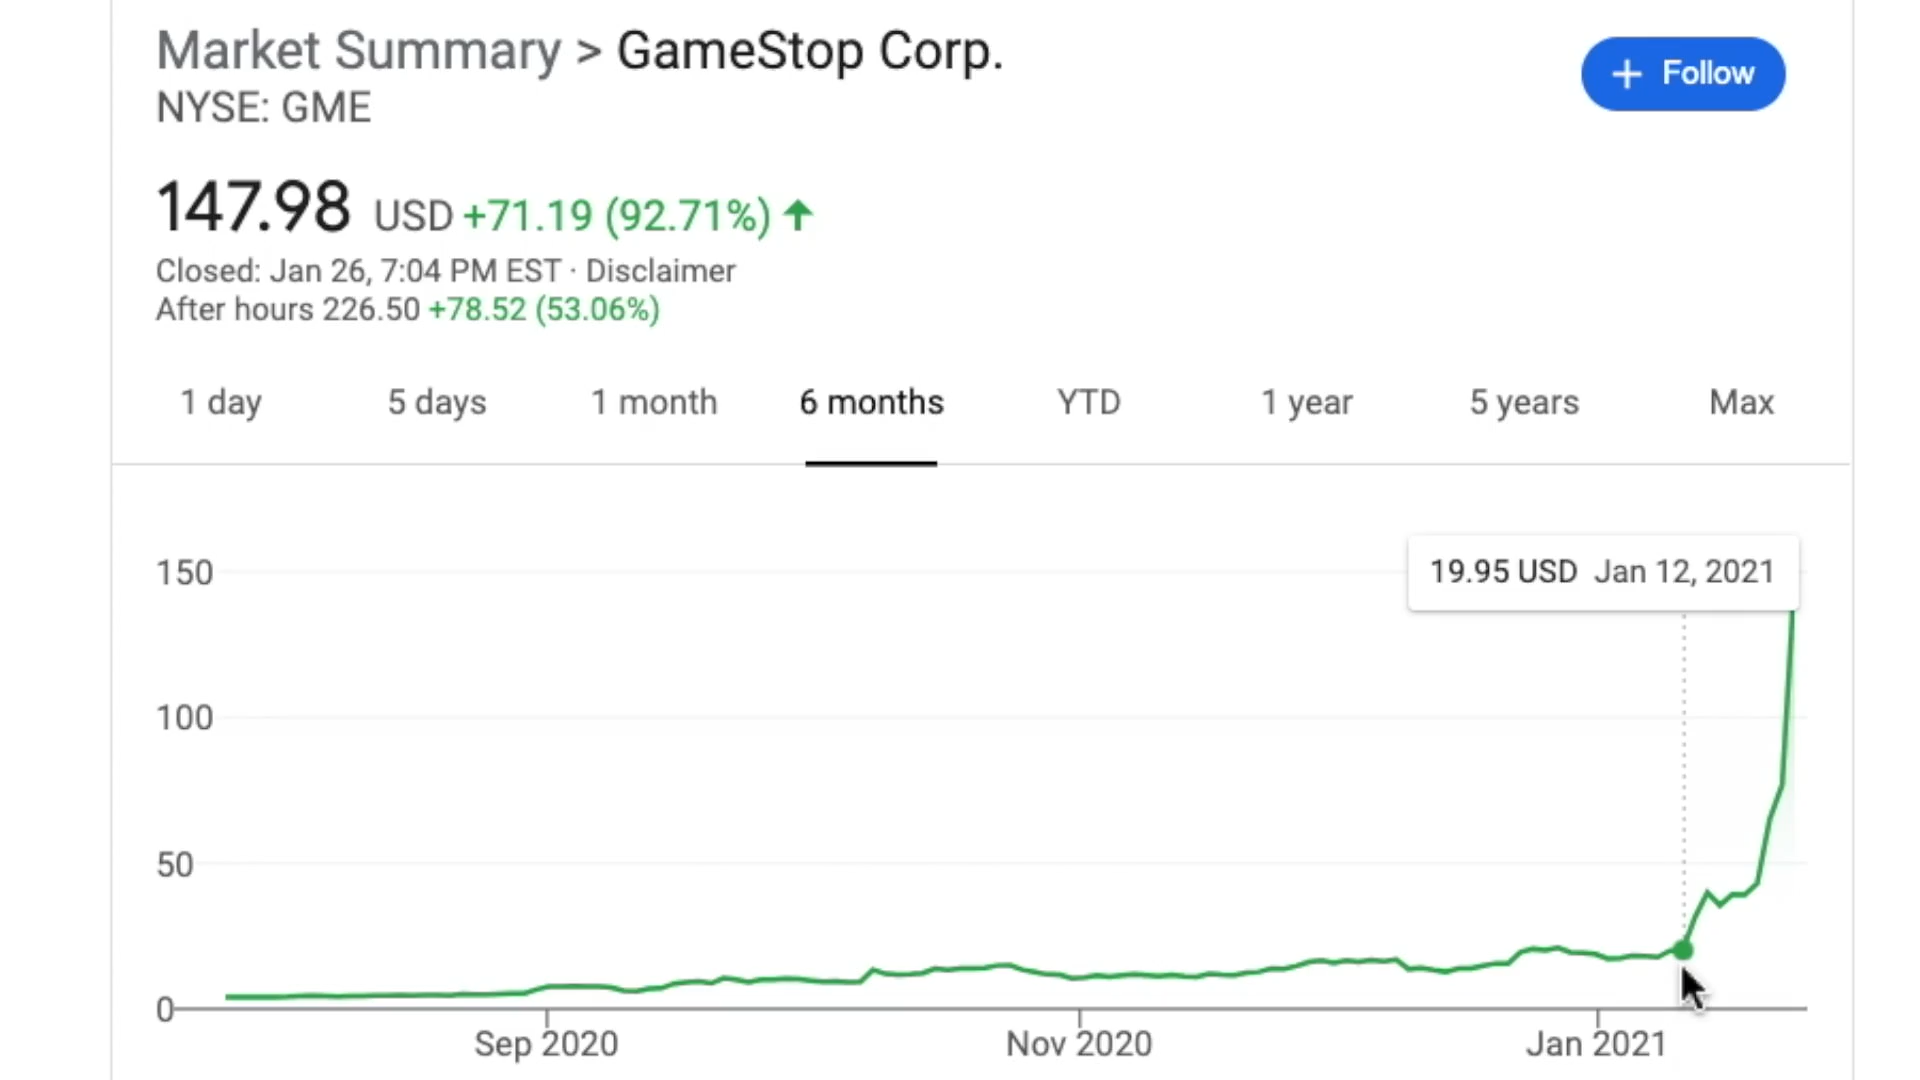 Market Summary > GameStop Corp.
+ Follow
NYSE: GME
147.98 USD +71.19 (92.71%)
Closed: Jan 26, 7:04 PM EST · Disclaimer
After hours 226.50 +78.52 (53.06%)
1 day 5 days 1 month 6 months YTD 1 year 5 years Max
19.95 USD Jan 12, 2021
150
100
50
0
Sep 2020 Nov 2020 Jan 2021